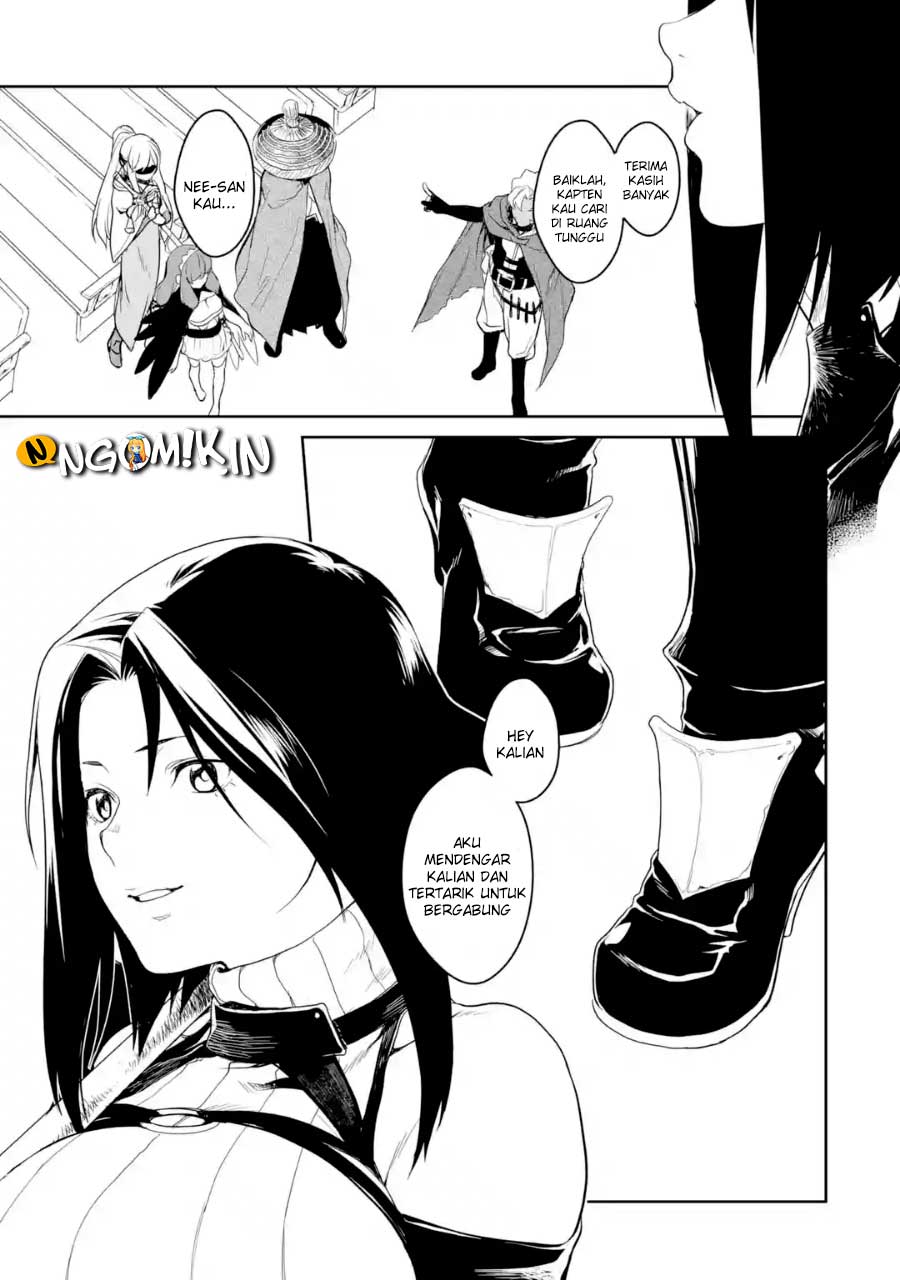 TERIMA
KASIH
BANYAK
BAIKLAH,
KAPTEN
KAU CARI
DI RUANG
TUNGGU
NEE-SAN
KAU...
N NGOMIK.IN
HEY
KALIAN
AKU
MENDENGAR
KALIAN DAN
TERTARIK UNTUK
BERGABUNG